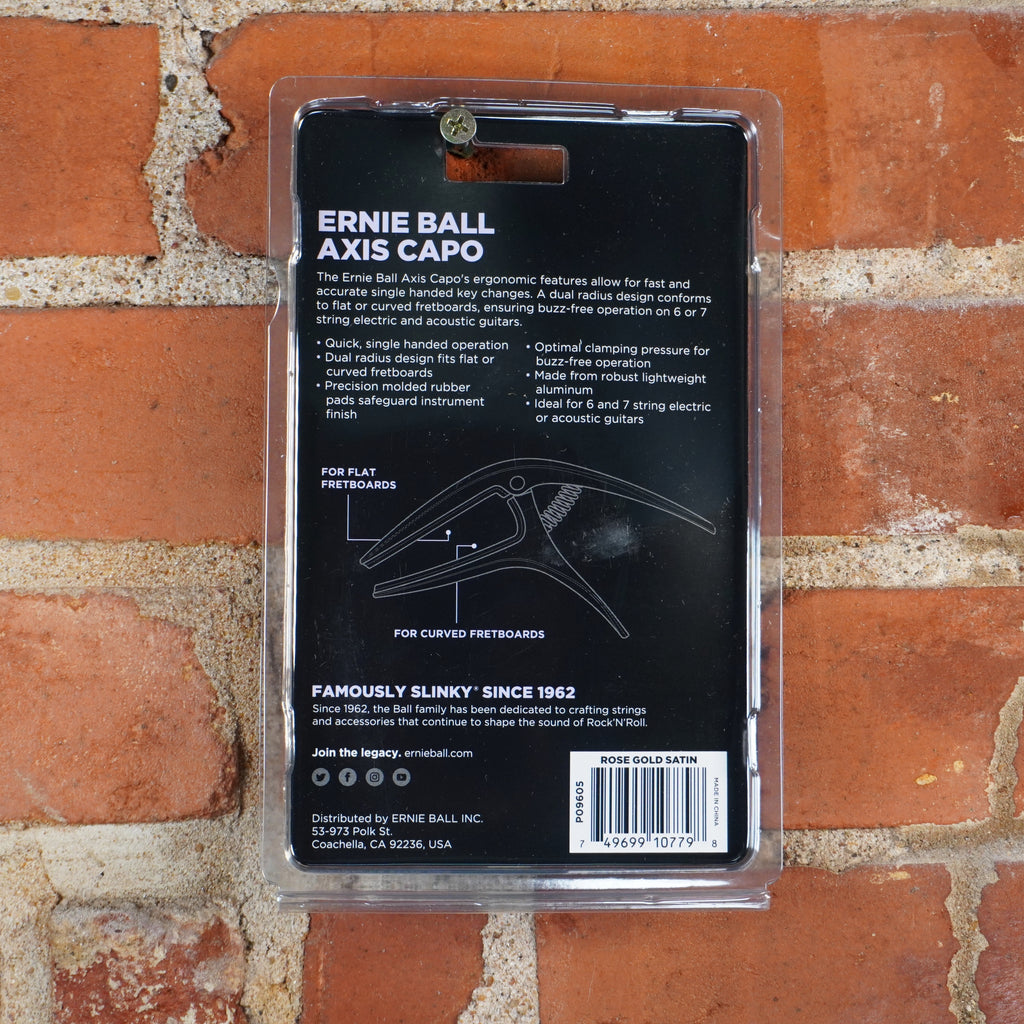 ERNIE BALL
AXIS CAPO
The Ernie Ball Axis Capo's ergonomic features allow for fast and
accurate single handed key changes. A dual radius design conforms
to flat or curved fretboards, ensuring buzz-free operation on 6 or 7
string electric and acoustic guitars.
• Quick, single handed operation
• Dual radius design fits flat or
curved fretboards
• Precision molded rubber
pads safeguard instrument
finish
• Optimal clamping pressure for
buzz-free operation
• Made from robust lightweight
aluminum
• Ideal for 6 and 7 string electric
or acoustic guitars
FOR FLAT
FRETBOARDS
FOR CURVED FRETBOARDS
FAMOUSLY SLINKY® SINCE 1962
Since 1962, the Ball family has been dedicated to crafting strings
and accessories that continue to shape the sound of Rock'N'Roll.
Join the legacy. ernieball.com
Distributed by ERNIE BALL INC.
53-973 Polk St.
Coachella, CA 92236, USA
ROSE GOLD SATIN
P09605
MADE IN CHINA
7 49699 10779 8